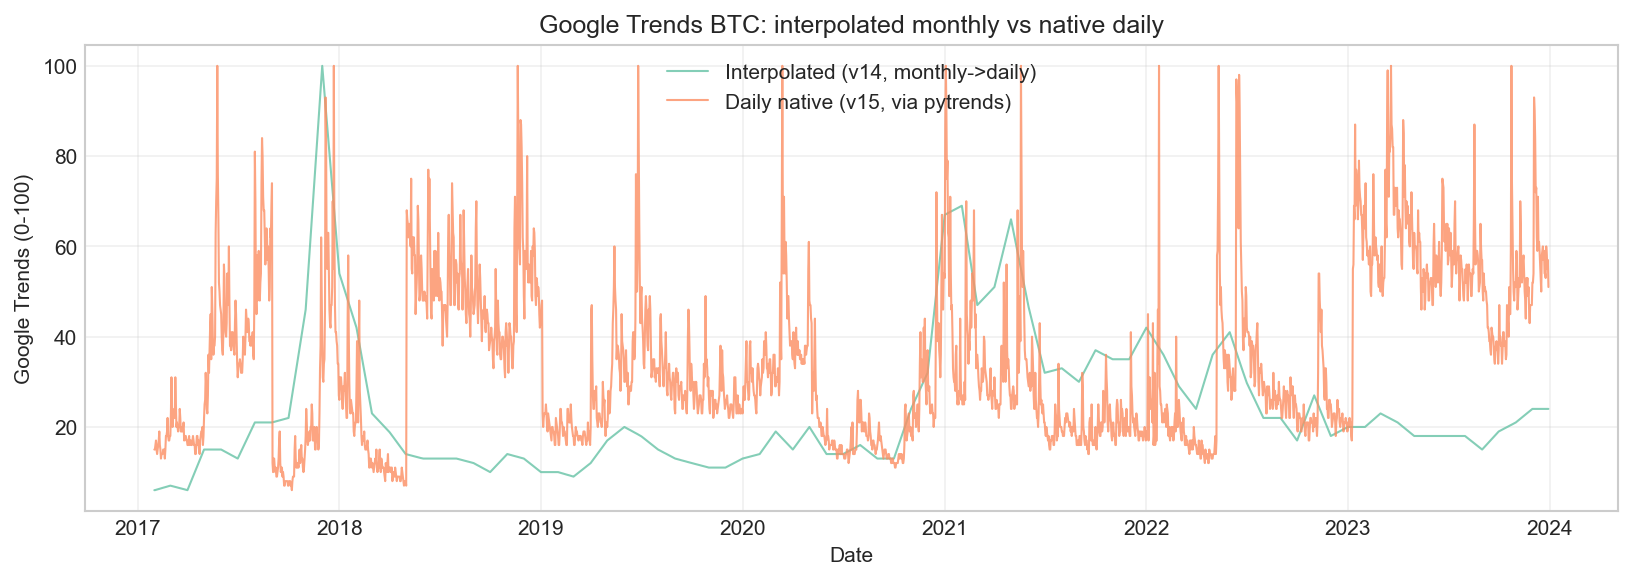 Google Trends BTC: interpolated monthly vs native daily
Interpolated (v14, monthly->daily)
Daily native (v15, via pytrends)
Google Trends (0-100)
100
80
60
40
20
2017 2018 2019 2020 2021 2022 2023 2024
Date